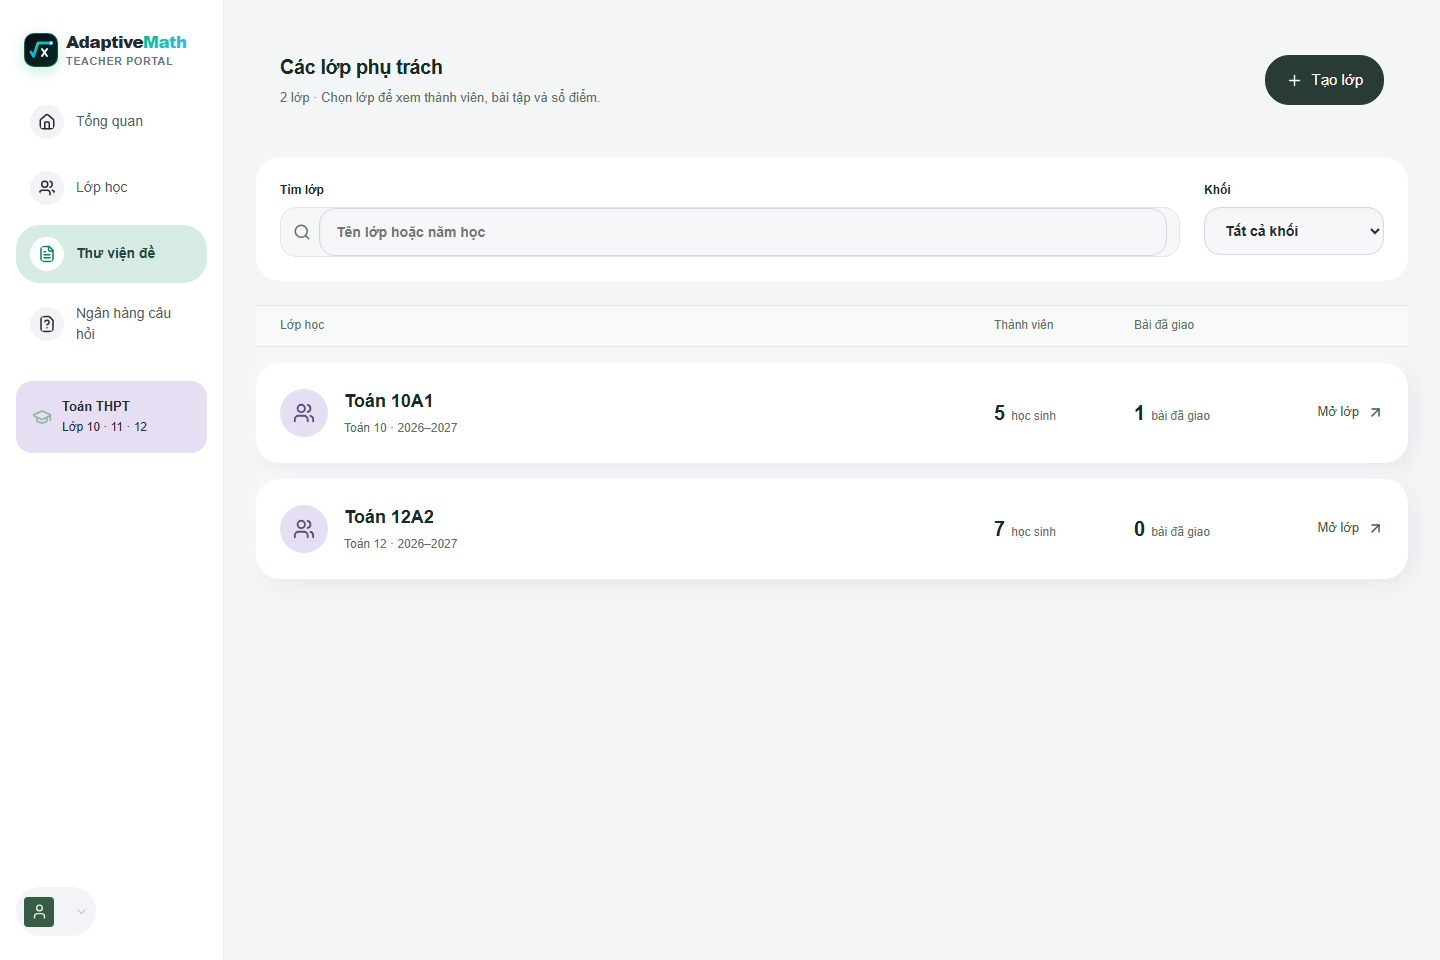 AdaptiveMath
TEACHER PORTAL
Tổng quan
Lớp học
Thư viện đề
Ngân hàng câu
hỏi
Toán THPT
Lớp 10 · 11 · 12
Các lớp phụ trách
2 lớp · Chọn lớp để xem thành viên, bài tập và sổ điểm.
Tạo lớp
Tìm lớp
Tên lớp hoặc năm học
Khối
Tất cả khối
Lớp học
Thành viên
Bài đã giao
Toán 10A1
Toán 10 · 2026–2027
5 học sinh
1 bài đã giao
Mở lớp
Toán 12A2
Toán 12 · 2026–2027
7 học sinh
0 bài đã giao
Mở lớp